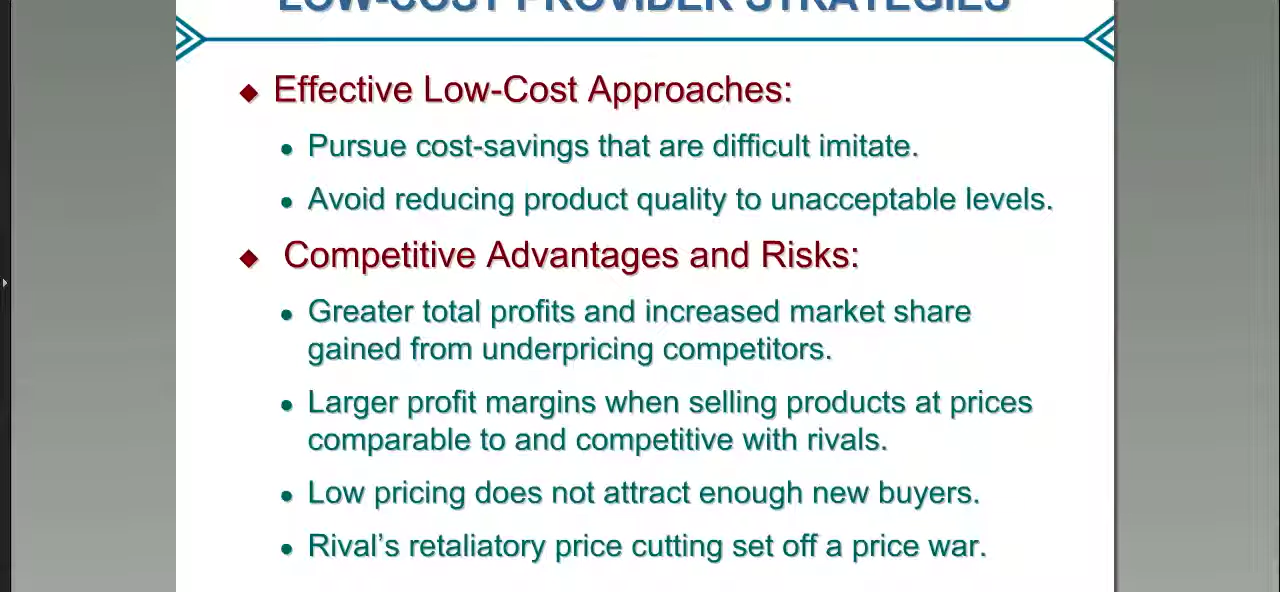 LOW-COST PROVIDER STRATEGIES
Effective Low-Cost Approaches:
Pursue cost-savings that are difficult imitate.
Avoid reducing product quality to unacceptable levels.
Competitive Advantages and Risks:
Greater total profits and increased market share
gained from underpricing competitors.
Larger profit margins when selling products at prices
comparable to and competitive with rivals.
Low pricing does not attract enough new buyers.
Rival’s retaliatory price cutting set off a price war.